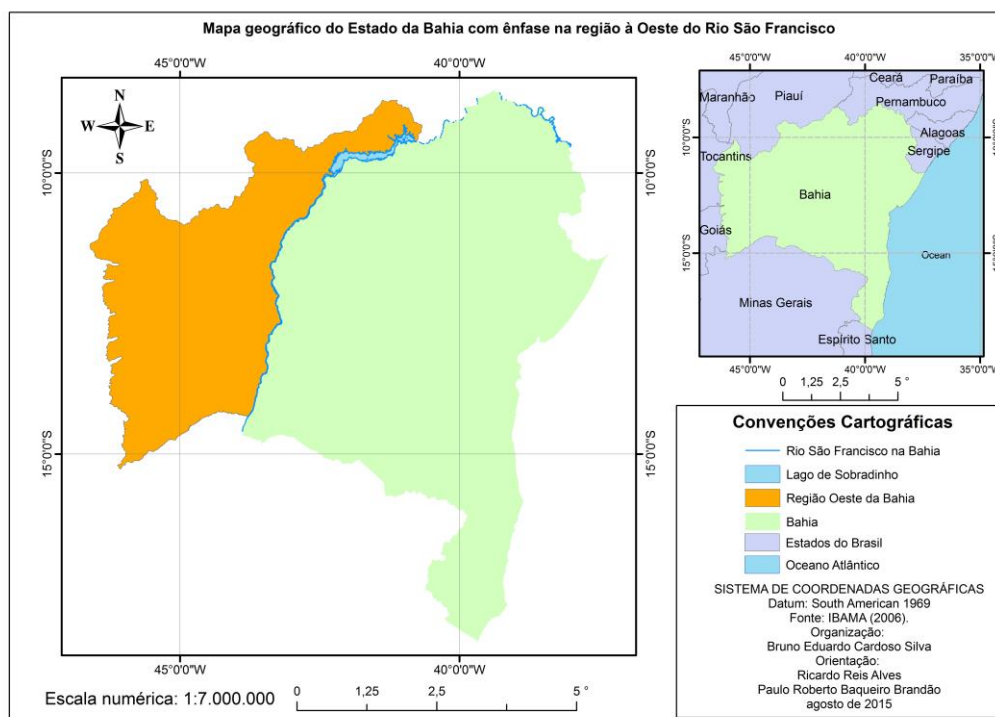 Mapa geográfico do Estado da Bahia com ênfase na região à Oeste do Rio São Francisco
45°0'0"W
40°0'0"W
N
W
E
S
10°0'0"S
10°0'0"S
15°0'0"S
15°0'0"S
45°0'0"W
40°0'0"W
Escala numérica: 1:7.000.000
0
1,25
2,5
5 °
45°0'0"W
40°0'0"W
35°0'0"W
Ceará
Paraíba
Maranhão
Piauí
Pernambuco
Alagoas
10°0'0"S
10°0'0"S
Sergipe
Tocantins
Bahia
Goiás
15°0'0"S
15°0'0"S
Ocean
Minas Gerais
Espírito Santo
45°0'0"W
40°0'0"W
35°0'0"W
0
1,25
2,5
5 °
Convenções Cartográficas
Rio São Francisco na Bahia
Lago de Sobradinho
Região Oeste da Bahia
Bahia
Estados do Brasil
Oceano Atlântico
SISTEMA DE COORDENADAS GEOGRÁFICAS
Datum: South American 1969
Fonte: IBAMA (2006).
Organização:
Bruno Eduardo Cardoso Silva
Orientação:
Ricardo Reis Alves
Paulo Roberto Baqueiro Brandão
agosto de 2015